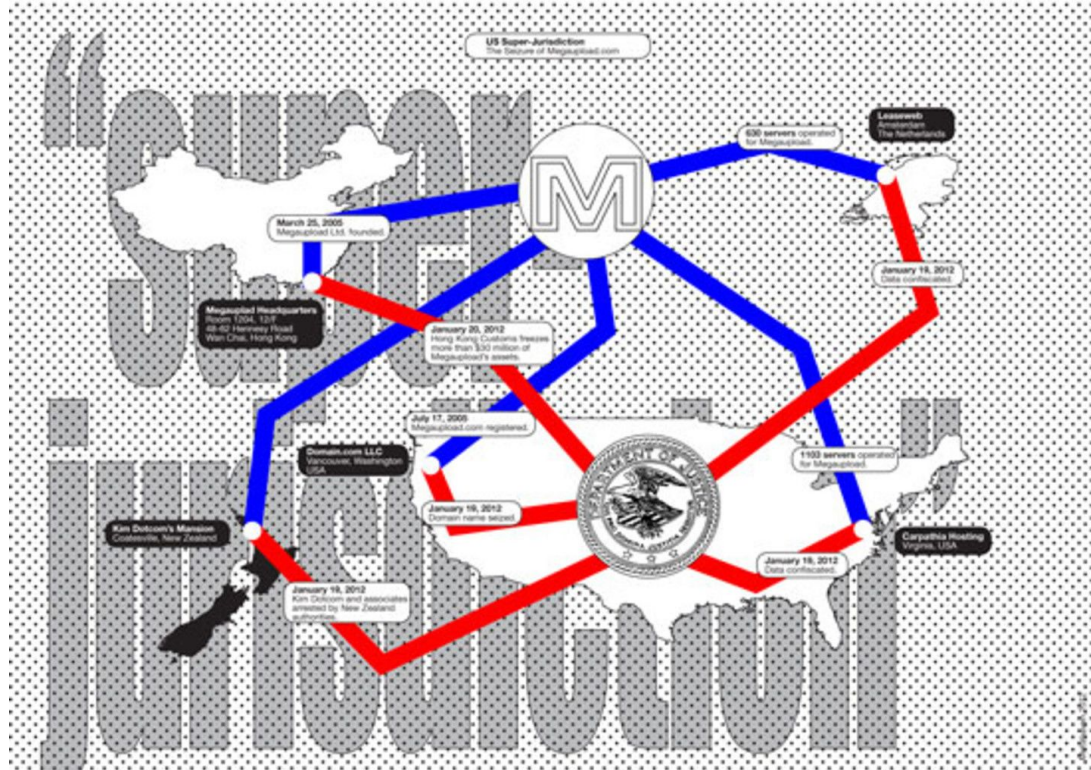 “super
jurisdiction
US Super-Jurisdiction
The Seizure of Megaupload.com
M
630 servers operated
for Megaupload.
Leaseweb
Amsterdam
The Netherlands
March 25, 2005
Megaupload Ltd. founded.
January 19, 2012
Data confiscated.
Megauplad Headquarters
Room 1204, 12/F
48-62 Hennesy Road
Wan Chai, Hong Kong
January 20, 2012
Hong Kong Customs freezes
more than $30 million of
Megaupload's assets.
July 17, 2005
Megaupload.com registered.
Domain.com LLC
Vancouver, Washington
USA
1103 servers operated
for Megaupload.
January 19, 2012
Domain name seized.
DEPARTMENT OF JUSTICE
Kim Dotcom's Mansion
Coatesville, New Zealand
Carpathia Hosting
Virginia, USA
January 19, 2012
Data confiscated.
January 19, 2012
Kim Dotcom and associates
arrested by New Zealand
authorities.